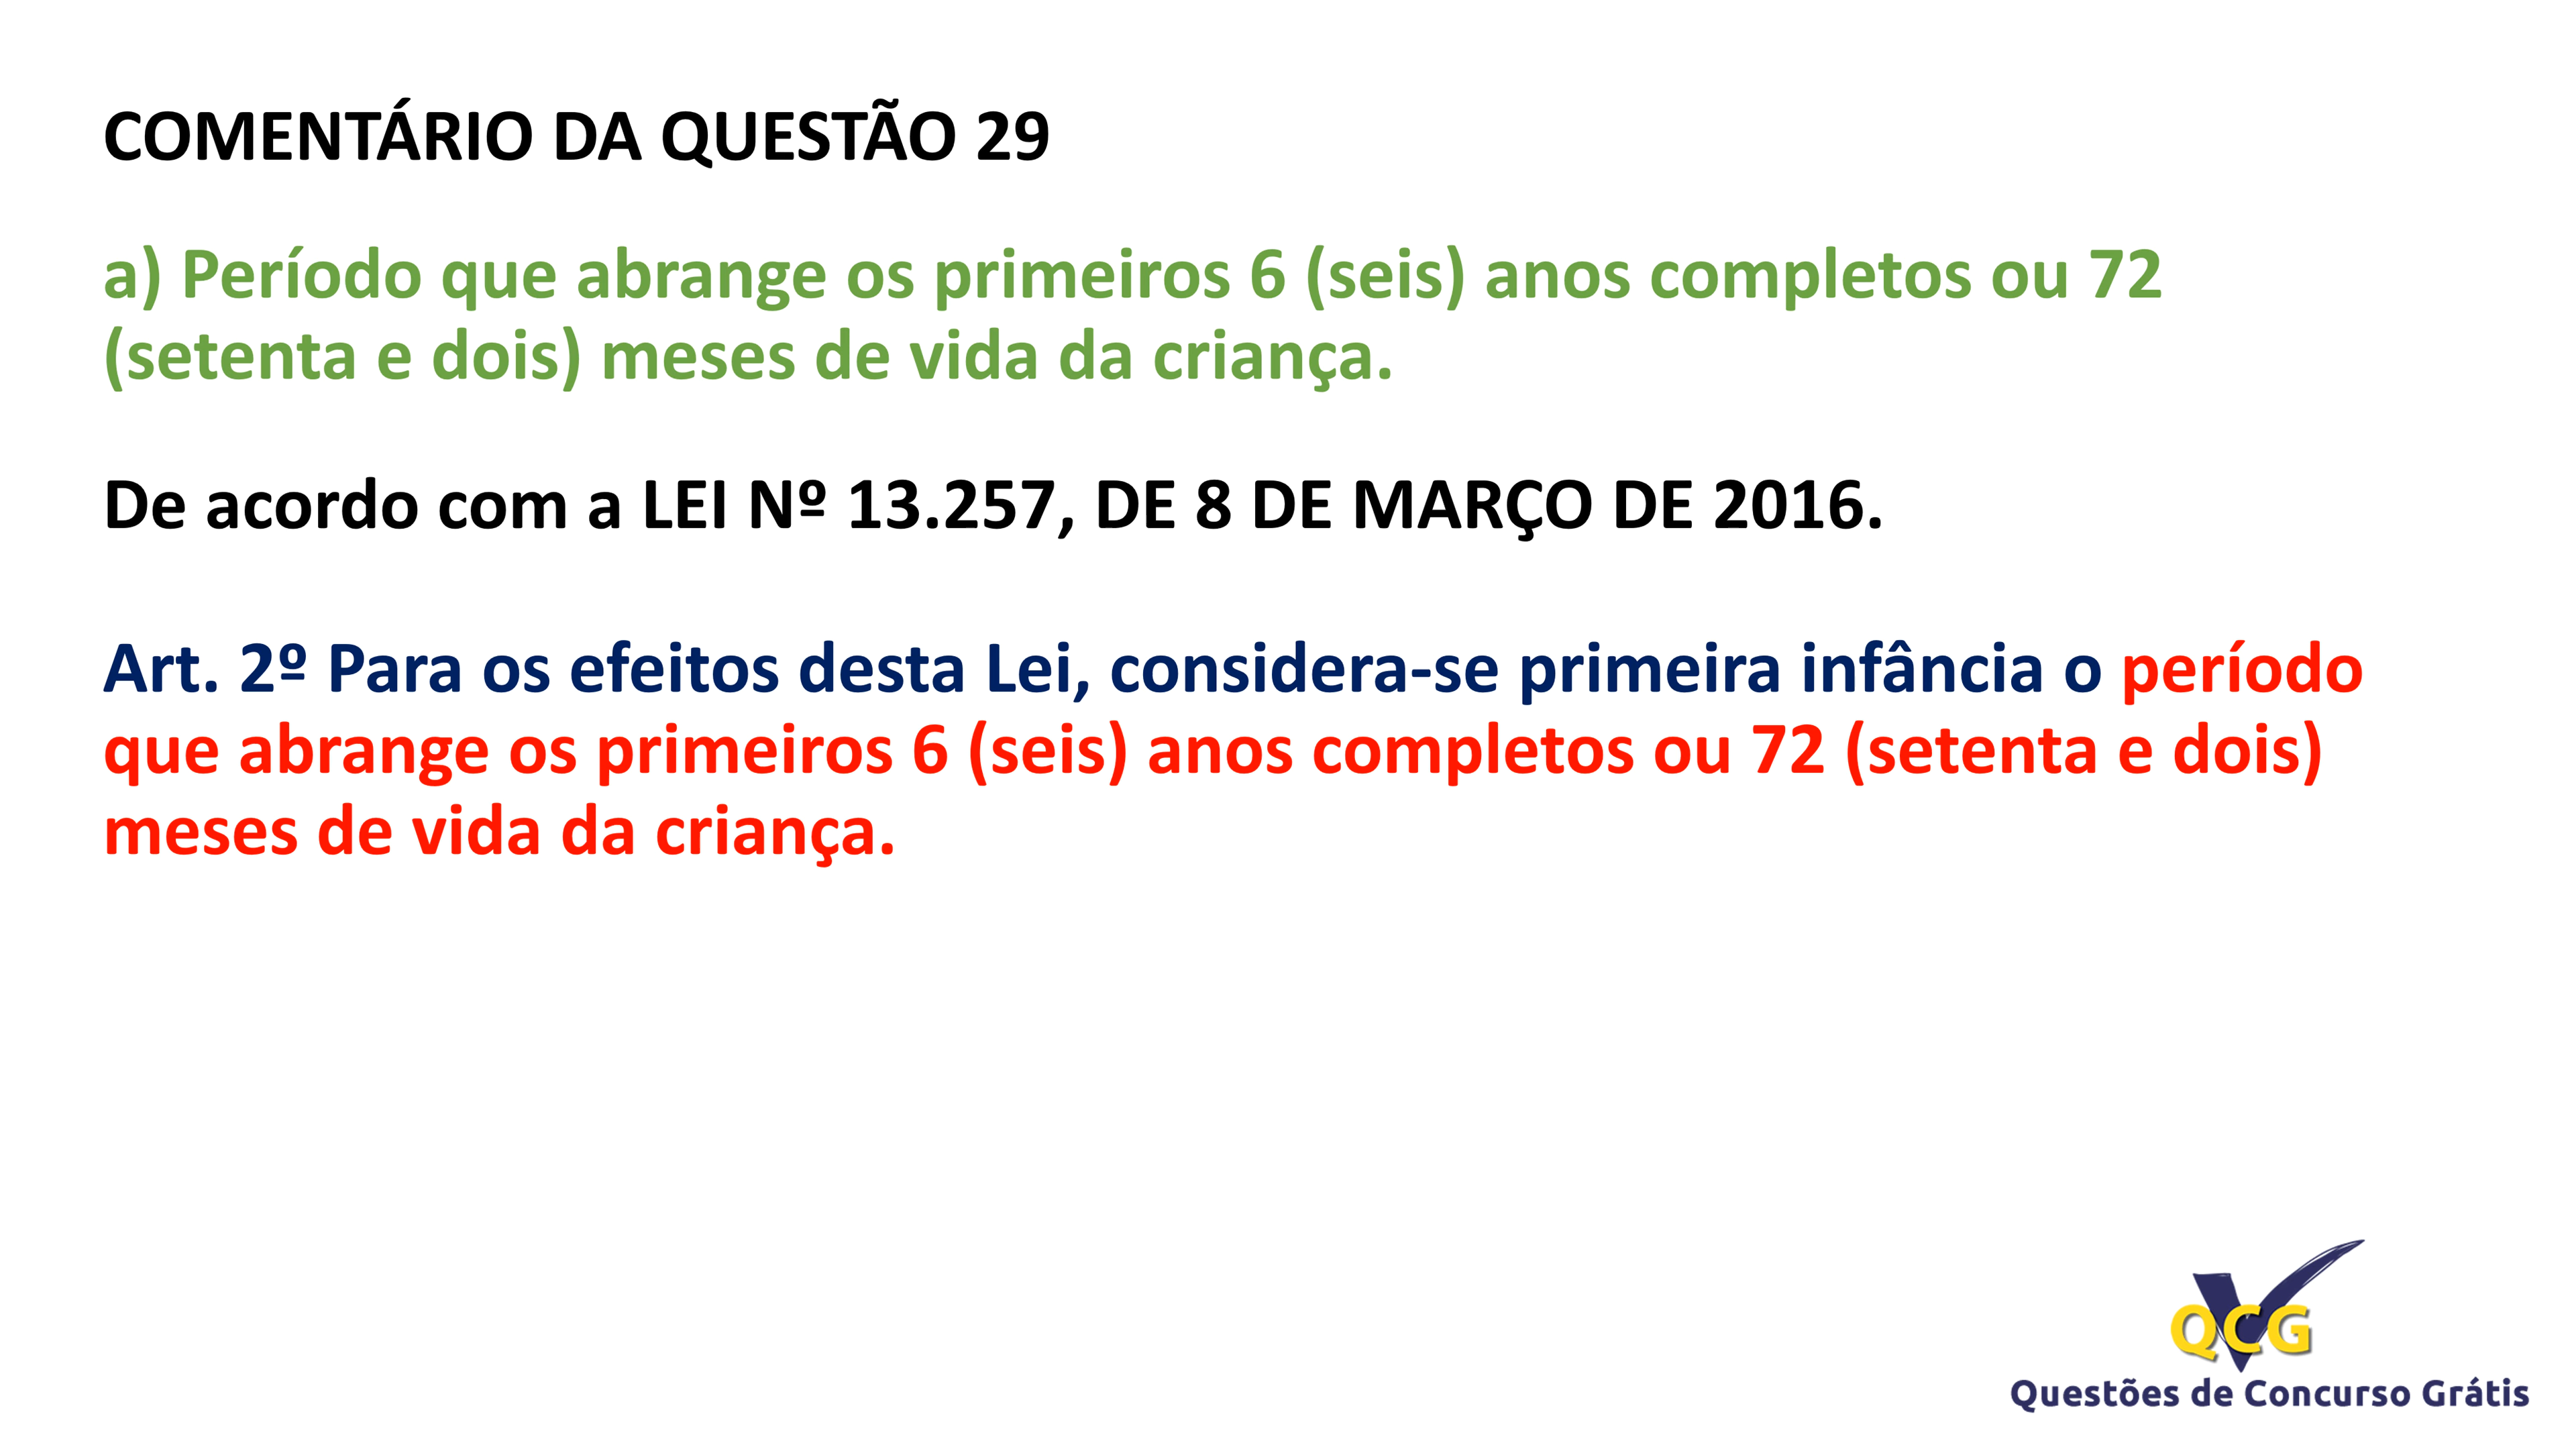 COMENTÁRIO DA QUESTÃO 29
a) Período que abrange os primeiros 6 (seis) anos completos ou 72
(setenta e dois) meses de vida da criança.
De acordo com a LEI Nº 13.257, DE 8 DE MARÇO DE 2016.
Art. 2º Para os efeitos desta Lei, considera-se primeira infância o período
que abrange os primeiros 6 (seis) anos completos ou 72 (setenta e dois)
meses de vida da criança.
QCG
Questões de Concurso Grátis